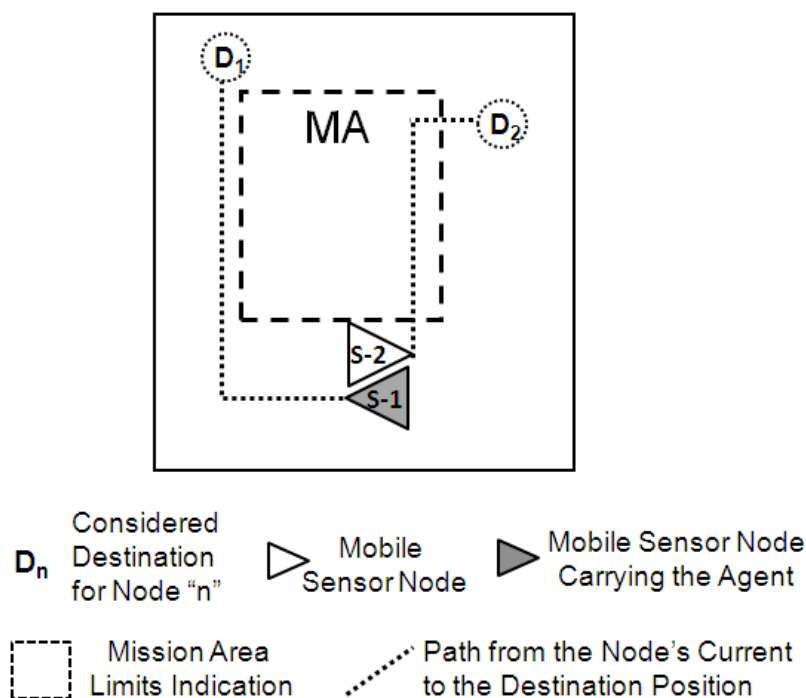 D1
MA
D2
S-2
S-1
Dn
Considered
Destination
for Node "n"
Mobile
Sensor Node
Mobile Sensor Node
Carrying the Agent
Mission Area
Limits Indication
Path from the Node's Current
to the Destination Position